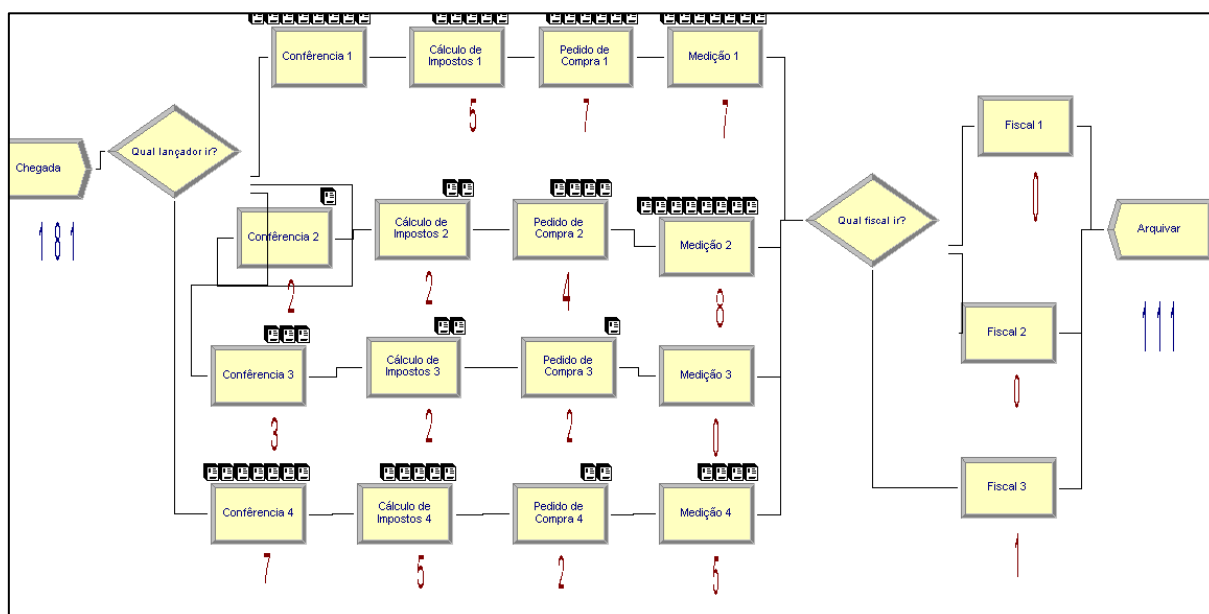 Conferência 1
Cálculo de
Impostos 1
Pedido de
Compra 1
Medição 1
5
7
7
Chegada
181
Qual lançador ir?
Conferência 2
2
Cálculo de
Impostos 2
2
Pedido de
Compra 2
4
Medição 2
8
Conferência 3
3
Cálculo de
Impostos 3
2
Pedido de
Compra 3
2
Medição 3
0
Conferência 4
7
Cálculo de
Impostos 4
5
Pedido de
Compra 4
2
Medição 4
5
Qual fiscal ir?
Fiscal 1
0
Fiscal 2
0
Fiscal 3
1
Arquivar
111